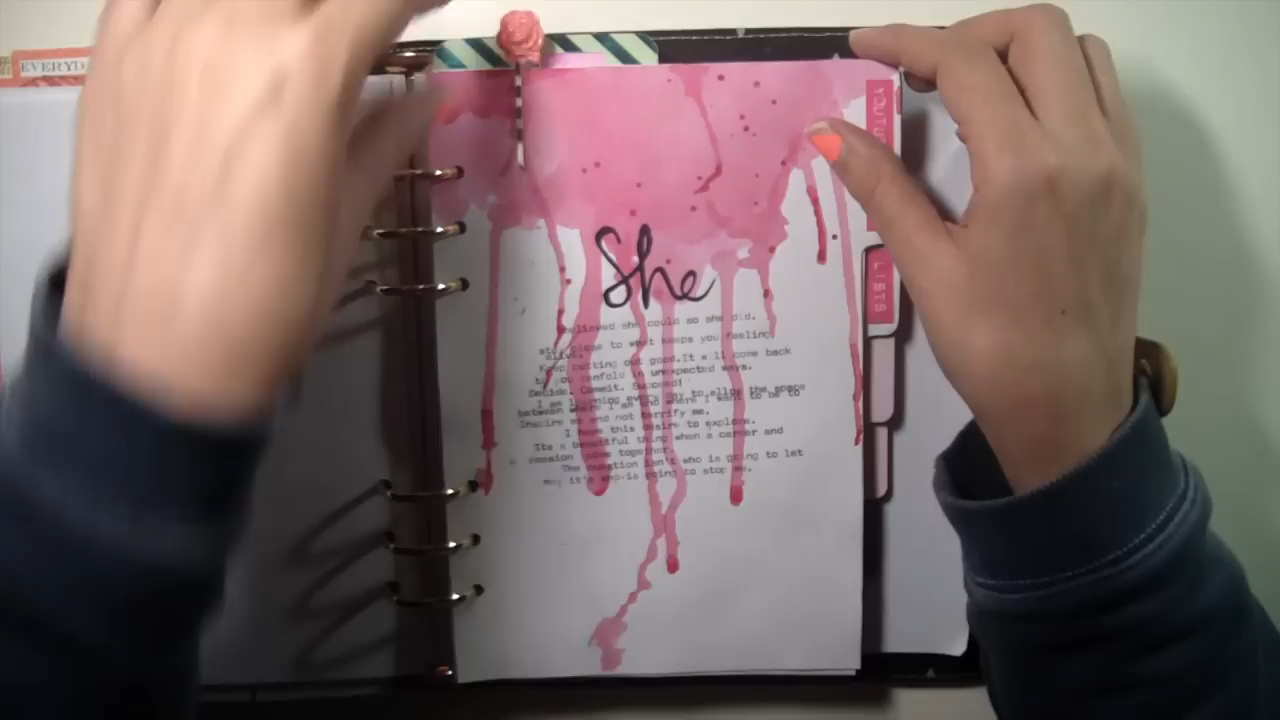 EVERYD
YOUTU
LISTS
She
believed she could so she did.
close to what keeps you feeling
alive.
Keep putting out good.It will come back
to you tenfold in unexpected ways.
Decide. Commit. Succeed!
I am learning every day to allow the space
between where I am and where I want to be to
Inspire me and not terrify me.
I have this desire to explore.
Its a beautiful thing when a career and
passion come together.
The question isn't who is going to let
me; it's who is going to stop me.